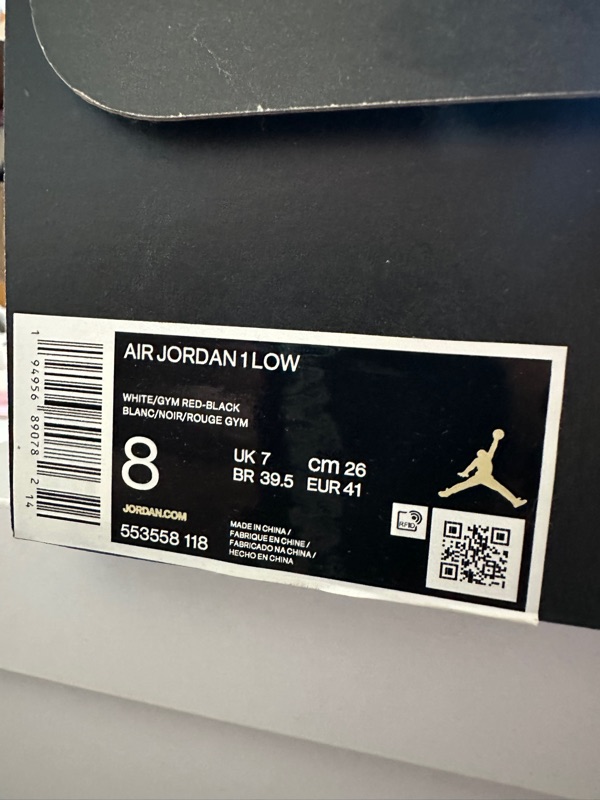 AIR JORDAN 1 LOW
WHITE/GYM RED-BLACK
BLANC/NOIR/ROUGE GYM
8
UK 7
cm 26
BR 39.5
EUR 41
JORDAN.COM
553558 118
MADE IN CHINA /
FABRIQUE EN CHINE /
FABRICADO NA CHINA /
HECHO EN CHINA
RFID
1 94956 89078 2 14